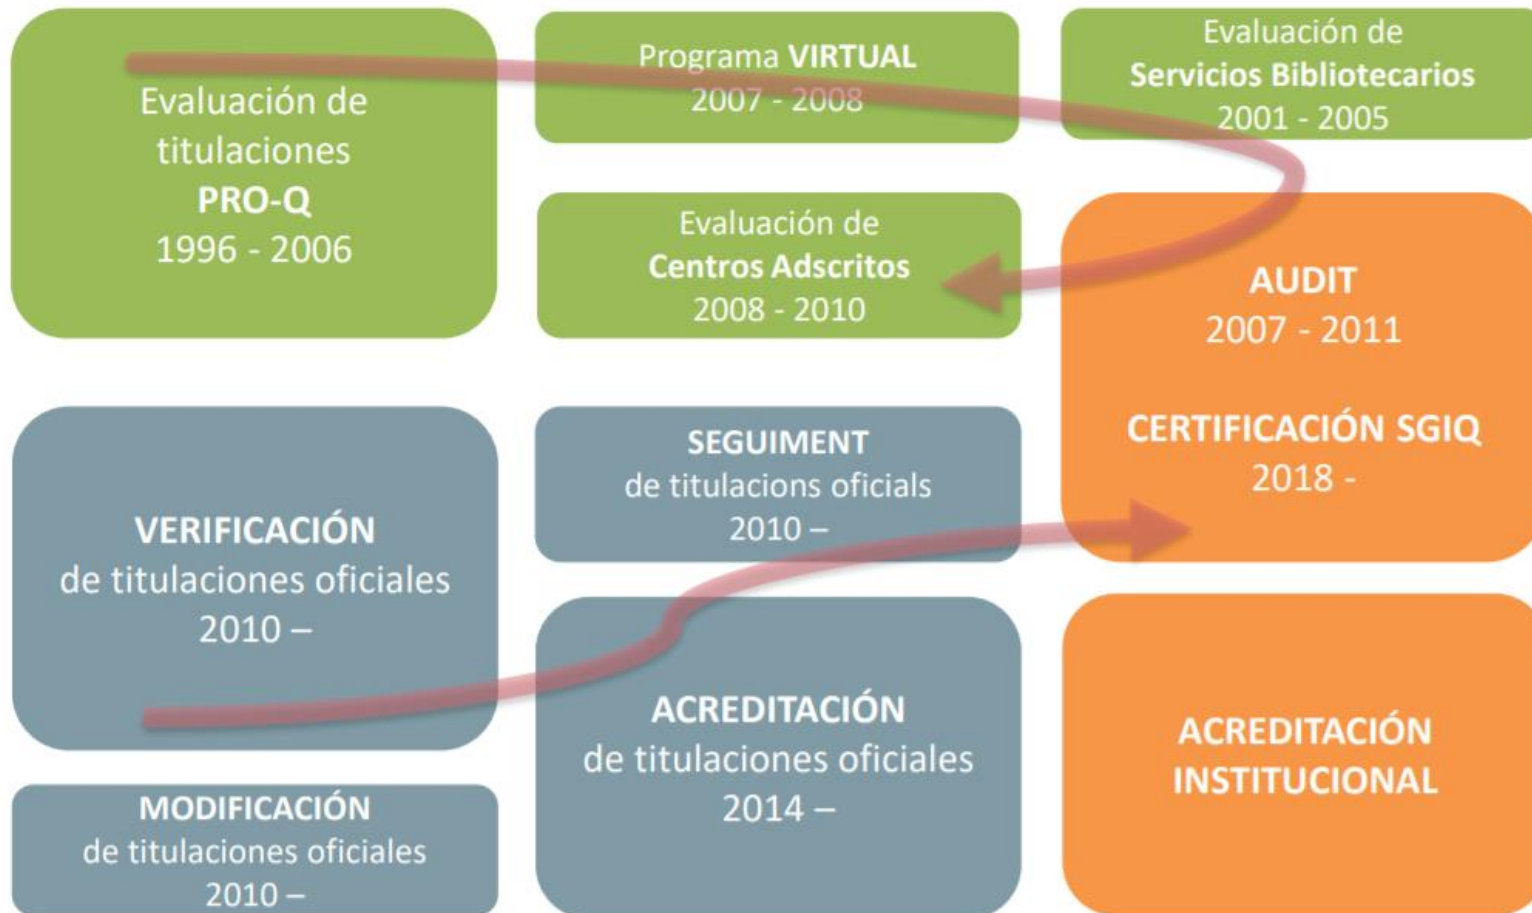 Evaluación de
titulaciones
PRO-Q
1996 - 2006
Programa VIRTUAL
2007 - 2008
Evaluación de
Servicios Bibliotecarios
2001 - 2005
Evaluación de
Centros Adscritos
2008 - 2010
AUDIT
2007 - 2011
CERTIFICACIÓN SGIQ
2018 -
VERIFICACIÓN
de titulaciones oficiales
2010 –
SEGUIMENT
de titulacions oficials
2010 –
MODIFICACIÓN
de titulaciones oficiales
2010 –
ACREDITACIÓN
de titulaciones oficiales
2014 –
ACREDITACIÓN
INSTITUCIONAL